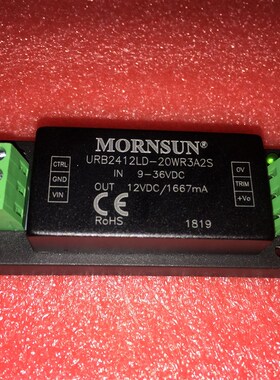 MORNSUN
URB2412LD-20WR3A2S
IN 9-36VDC
OUT 12VDC/1667mA
CTRL
GND
VIN
0V
TRIM
+Vo
CE
RoHS
1819